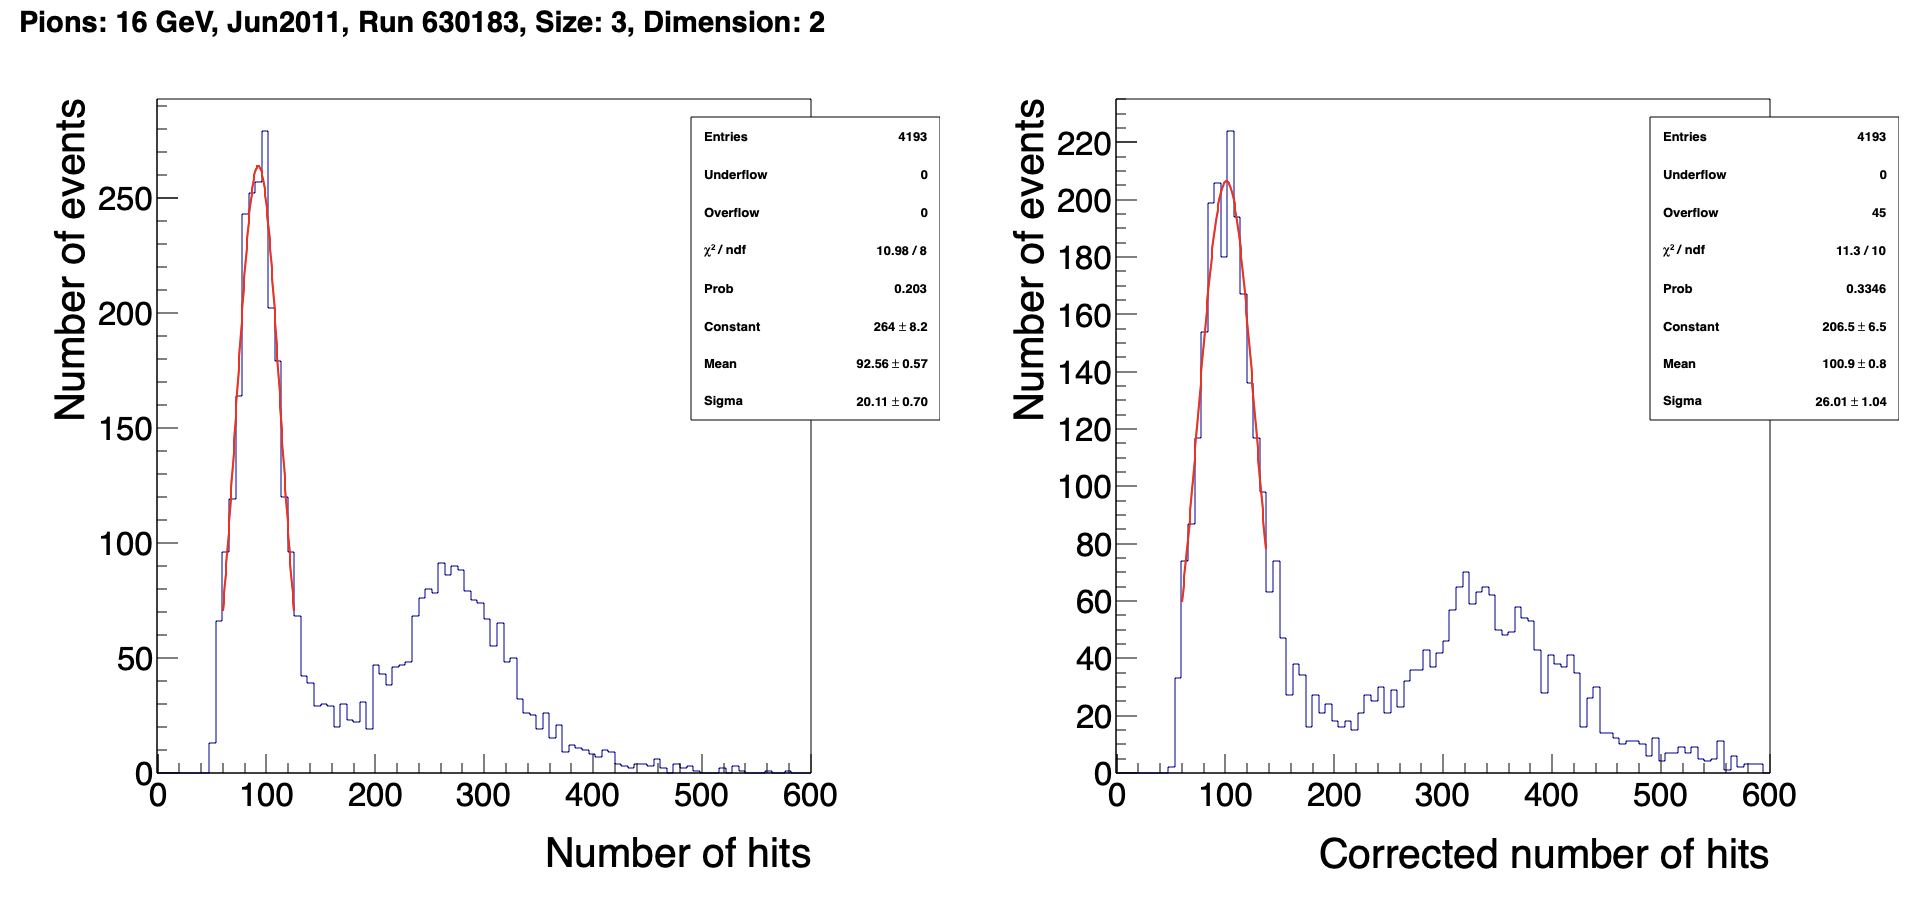 Pions: 16 GeV, Jun2011, Run 630183, Size: 3, Dimension: 2
Number of events
250
200
150
100
50
0
0 100 200 300 400 500 600
Number of hits
Entries 4193
Underflow 0
Overflow 0
χ² / ndf 10.98 / 8
Prob 0.203
Constant 264 ± 8.2
Mean 92.56 ± 0.57
Sigma 20.11 ± 0.70
Number of events
220
200
180
160
140
120
100
80
60
40
20
0
0 100 200 300 400 500 600
Corrected number of hits
Entries 4193
Underflow 0
Overflow 45
χ² / ndf 11.3 / 10
Prob 0.3346
Constant 206.5 ± 6.5
Mean 100.9 ± 0.8
Sigma 26.01 ± 1.04